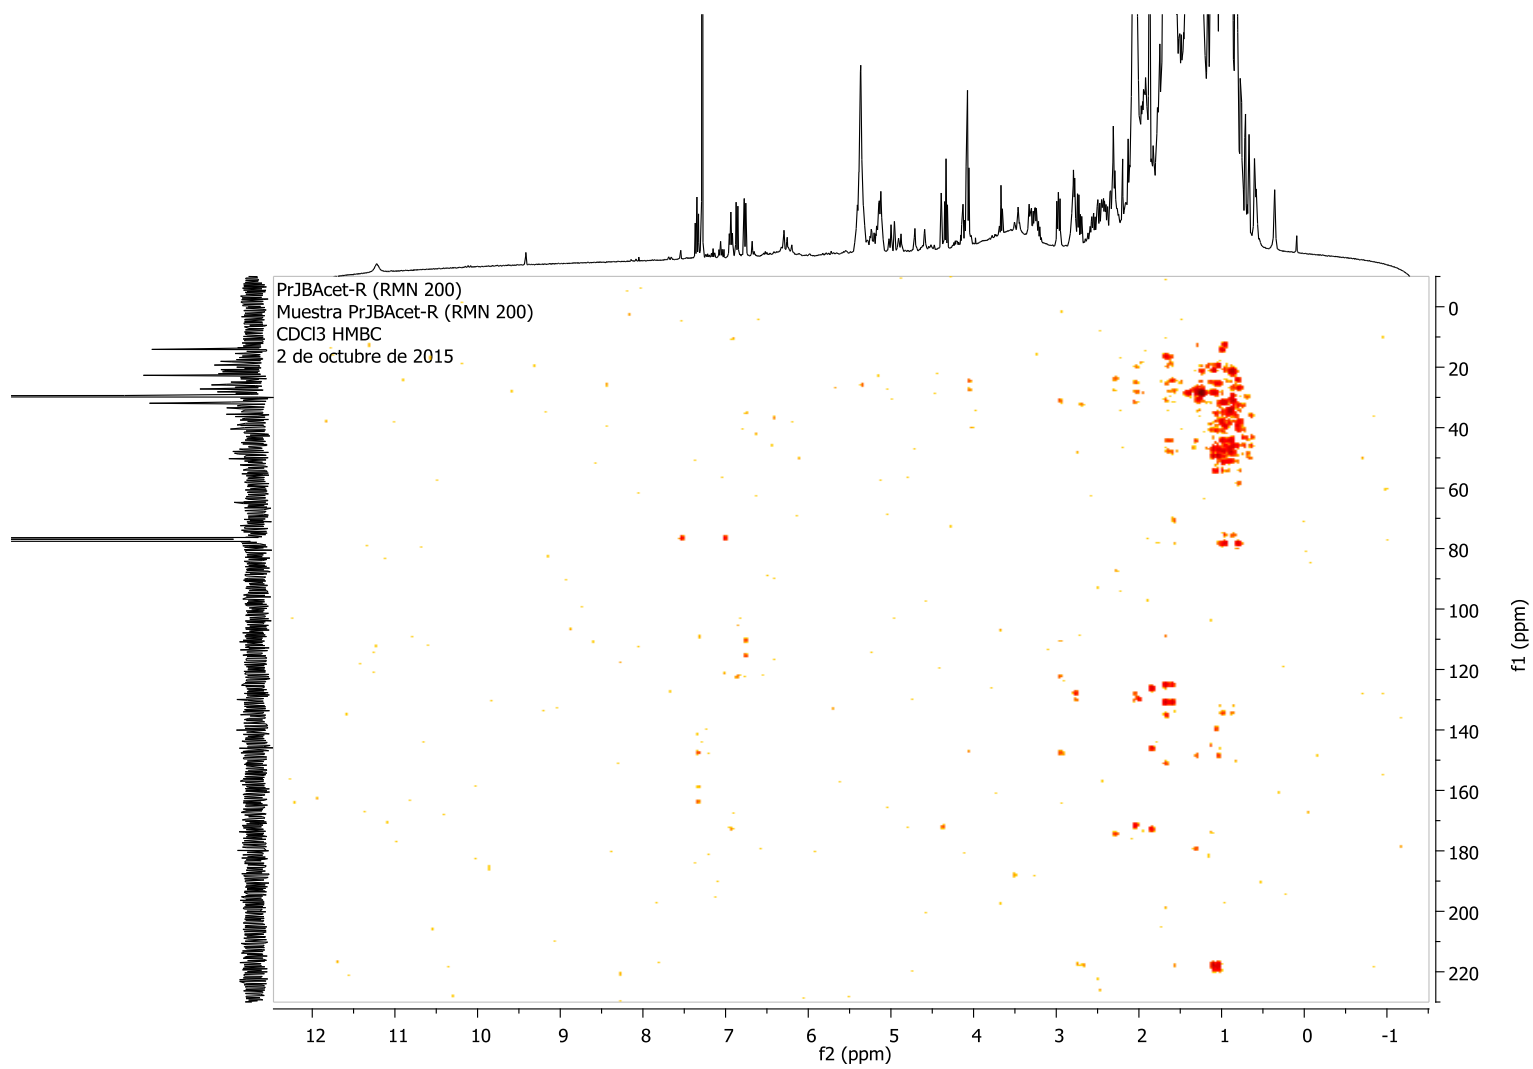 PrJBAcet-R (RMN 200)
Muestra PrJBAcet-R (RMN 200)
CDCl3 HMBC
2 de octubre de 2015
0
20
40
60
80
100
120
140
160
180
200
220
f1 (ppm)
12 11 10 9 8 7 6 5 4 3 2 1 0 -1
f2 (ppm)